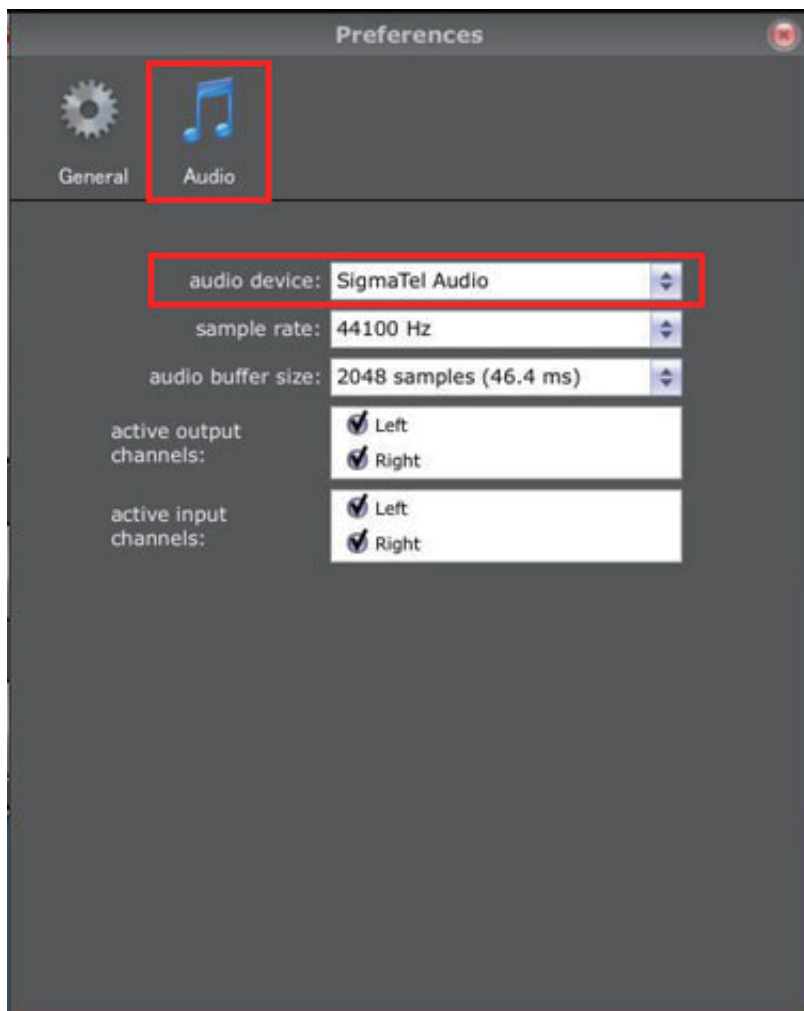 Preferences
General Audio
audio device: SigmaTel Audio
sample rate: 44100 Hz
audio buffer size: 2048 samples (46.4 ms)
active output channels:
Left
Right
active input channels:
Left
Right